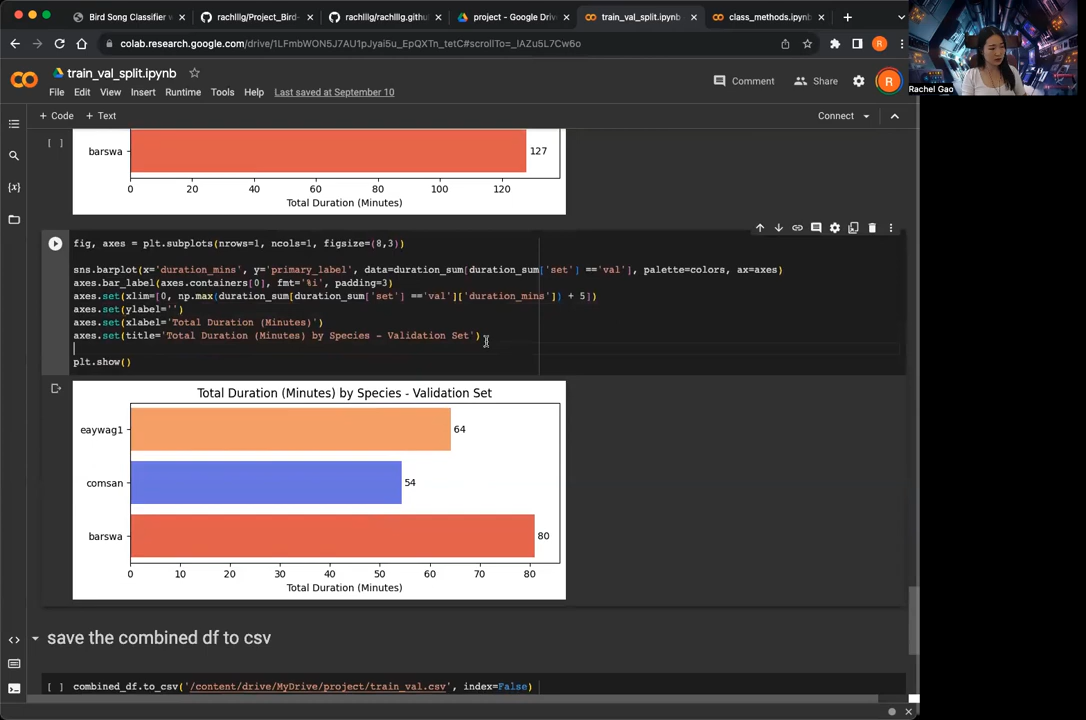 Bird Song Classifier w
rachlllg/Project_Bird-
rachlllg/rachlllg.githu
project - Google Driv
train_val_split.ipynb
class_methods.ipynb
colab.research.google.com/drive/1LFmbWON5J7AU1pJyai5u_EpQXTn_tetC#scrollTo=_IAZu5L7Cw6o
Rachel Gao
train_val_split.ipynb
File Edit View Insert Runtime Tools Help Last saved at September 10
Comment Share
R
+ Code + Text
Connect
[ ]
barswa
127
0 20 40 60 80 100 120
Total Duration (Minutes)
fig, axes = plt.subplots(nrows=1, ncols=1, figsize=(8,3))
sns.barplot(x='duration_mins', y='primary_label', data=duration_sum[duration_sum['set'] =='val'], palette=colors, ax=axes)
axes.bar_label(axes.containers[0], fmt='%i', padding=3)
axes.set(xlim=[0, np.max(duration_sum[duration_sum['set'] =='val']['duration_mins']) + 5])
axes.set(ylabel='')
axes.set(xlabel='Total Duration (Minutes)')
axes.set(title='Total Duration (Minutes) by Species - Validation Set')
plt.show()
Total Duration (Minutes) by Species - Validation Set
eaywag1
64
comsan
54
barswa
80
0 10 20 30 40 50 60 70 80
Total Duration (Minutes)
save the combined df to csv
[ ] combined_df.to_csv('/content/drive/MyDrive/project/train_val.csv', index=False)